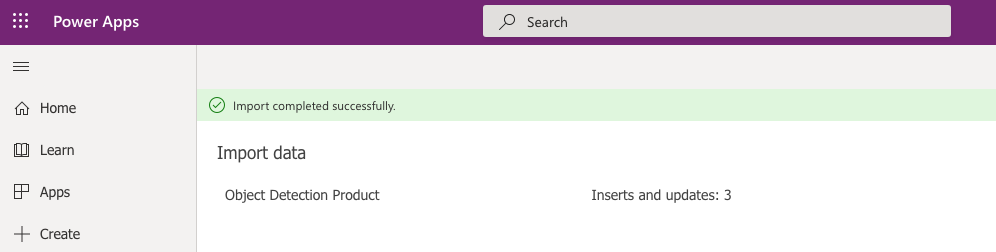 Power Apps
Search
Home
Learn
Apps
Create
Import completed successfully.
Import data
Object Detection Product
Inserts and updates: 3